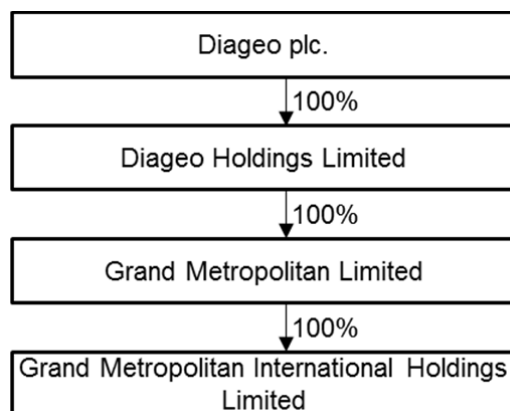 Diageo plc.
100%
Diageo Holdings Limited
100%
Grand Metropolitan Limited
100%
Grand Metropolitan International Holdings
Limited